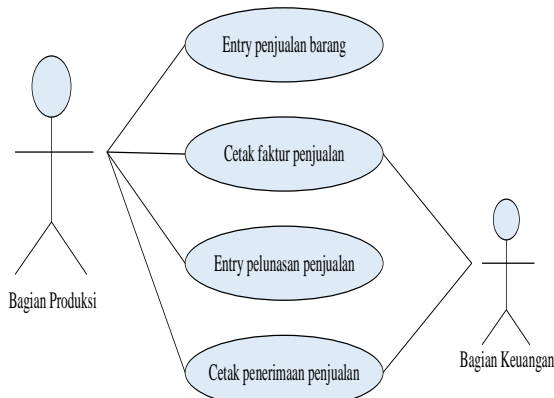 Entry penjualan barang
Cetak faktur penjualan
Entry pelunasan penjualan
Bagian Produksi
Cetak penerimaan penjualan
Bagian Keuangan